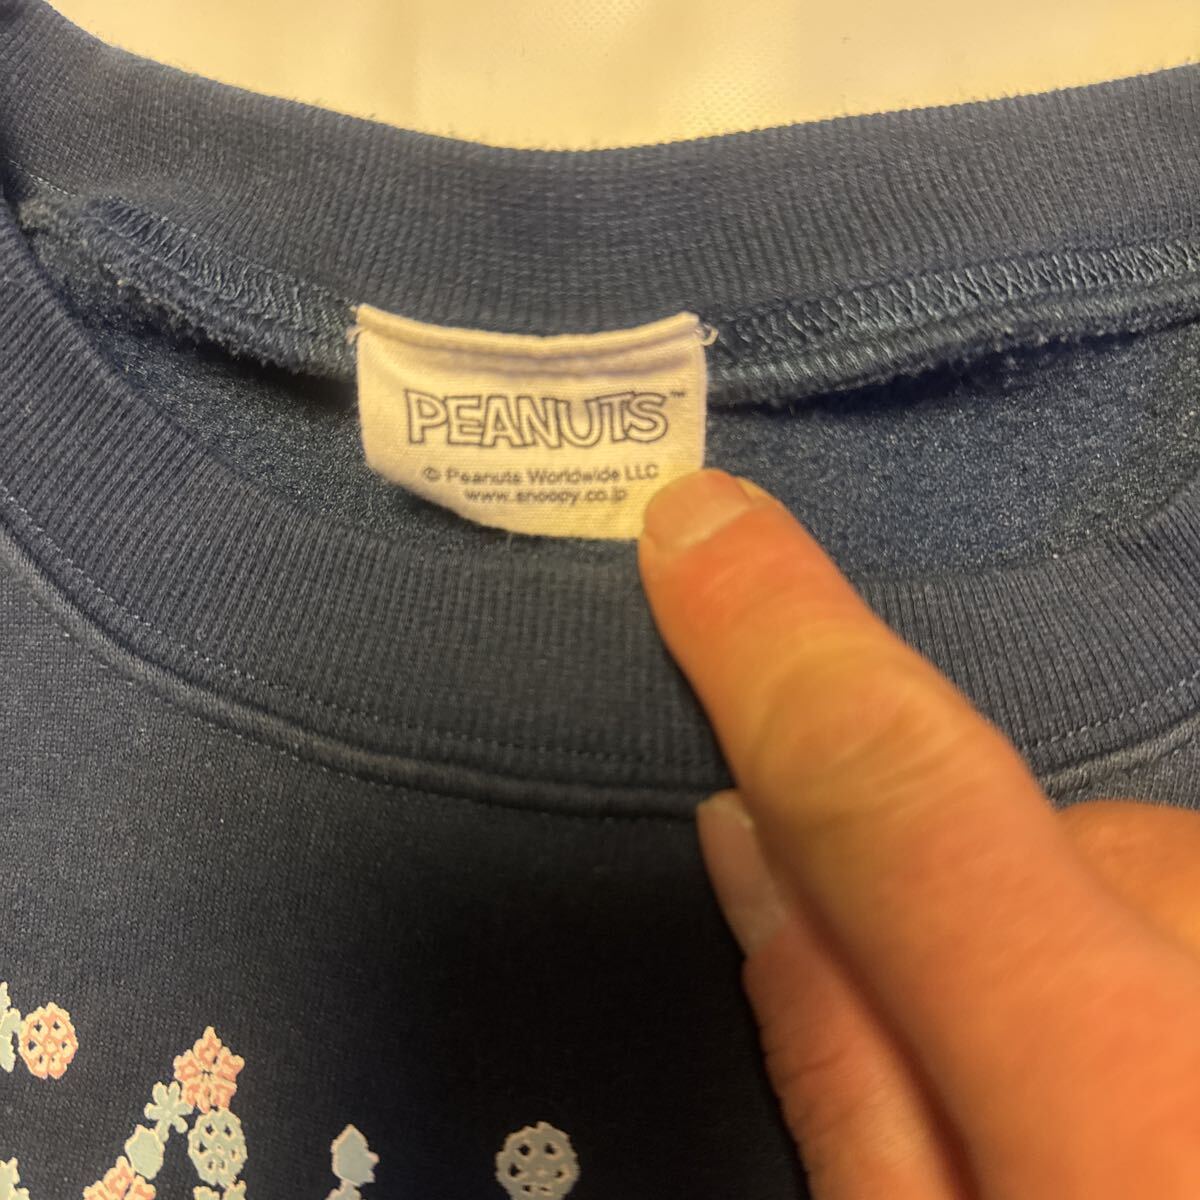 PEANUTS™
© Peanuts Worldwide LLC
www.snoopy.co.jp